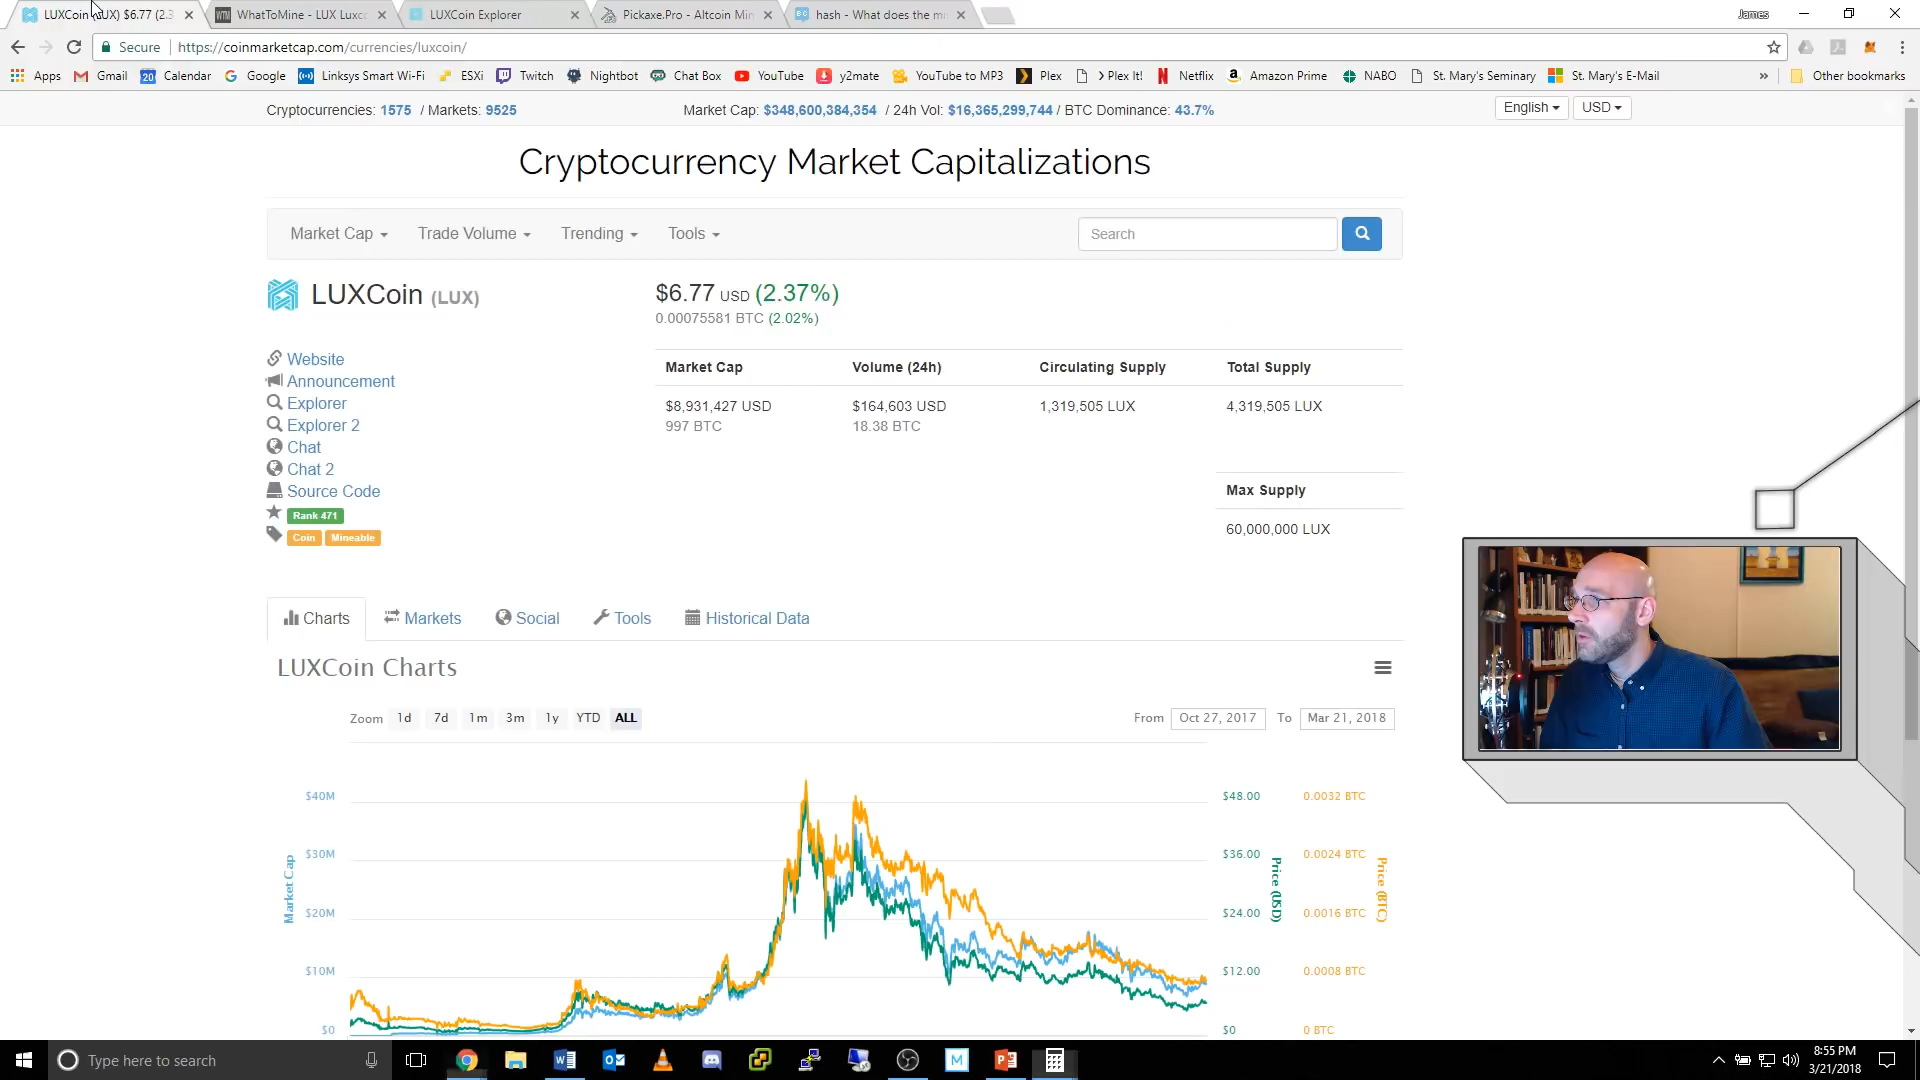 LUXCoin (LUX) $6.77 (2.3
WhatToMine - LUX Luxc
LUXCoin Explorer
Pickaxe.Pro - Altcoin Min
hash - What does the m
James
Secure
https://coinmarketcap.com/currencies/luxcoin/
Apps
Gmail
20
Calendar
Google
Linksys Smart Wi-Fi
ESXi
Twitch
Nightbot
Chat Box
YouTube
y2mate
YouTube to MP3
Plex
> Plex It!
Netflix
Amazon Prime
NABO
St. Mary's Seminary
St. Mary's E-Mail
»
Other bookmarks
Cryptocurrencies: 1575 / Markets: 9525
Market Cap: $348,600,384,354 / 24h Vol: $16,365,299,744 / BTC Dominance: 43.7%
English
USD
Cryptocurrency Market Capitalizations
Market Cap
Trade Volume
Trending
Tools
Search
LUXCoin (LUX)
$6.77 USD (2.37%)
0.00075581 BTC (2.02%)
Website
Announcement
Explorer
Explorer 2
Chat
Chat 2
Source Code
Rank 471
Coin
Mineable
Market Cap
Volume (24h)
Circulating Supply
Total Supply
$8,931,427 USD
$164,603 USD
1,319,505 LUX
4,319,505 LUX
997 BTC
18.38 BTC
Max Supply
60,000,000 LUX
Charts
Markets
Social
Tools
Historical Data
LUXCoin Charts
Zoom
1d
7d
1m
3m
1y
YTD
ALL
From
Oct 27, 2017
To
Mar 21, 2018
$40M
$30M
$20M
$10M
$0
Market Cap
$48.00
$36.00
$24.00
$12.00
$0
Price (USD)
0.0032 BTC
0.0024 BTC
0.0016 BTC
0.0008 BTC
0 BTC
Price (BTC)
Type here to search
8:55 PM
3/21/2018